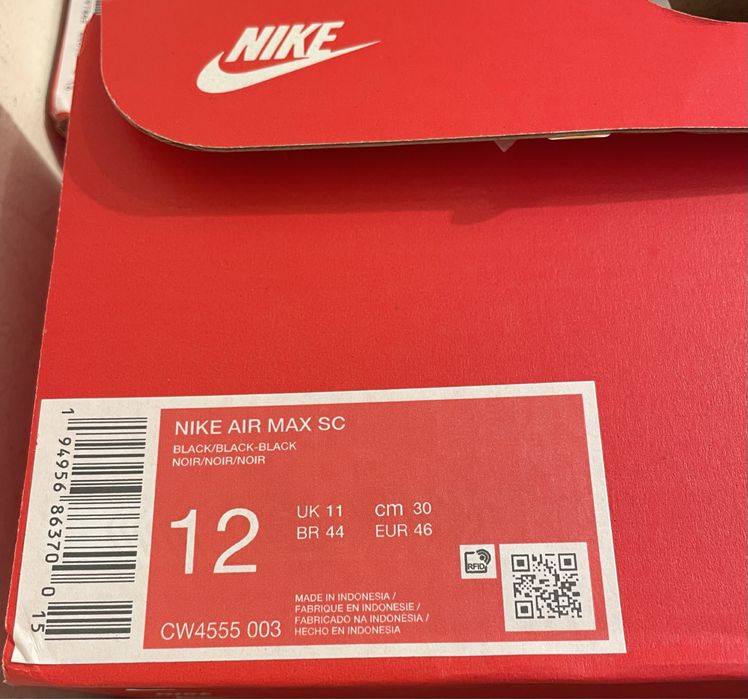 NIKE
NIKE AIR MAX SC
BLACK/BLACK-BLACK
NOIR/NOIR/NOIR
12
UK 11 cm 30
BR 44 EUR 46
RFID
CW4555 003
MADE IN INDONESIA /
FABRIQUE EN INDONESIE /
FABRICADO NA INDONESIA /
HECHO EN INDONESIA
1 94956 86370 0 15
NIKE